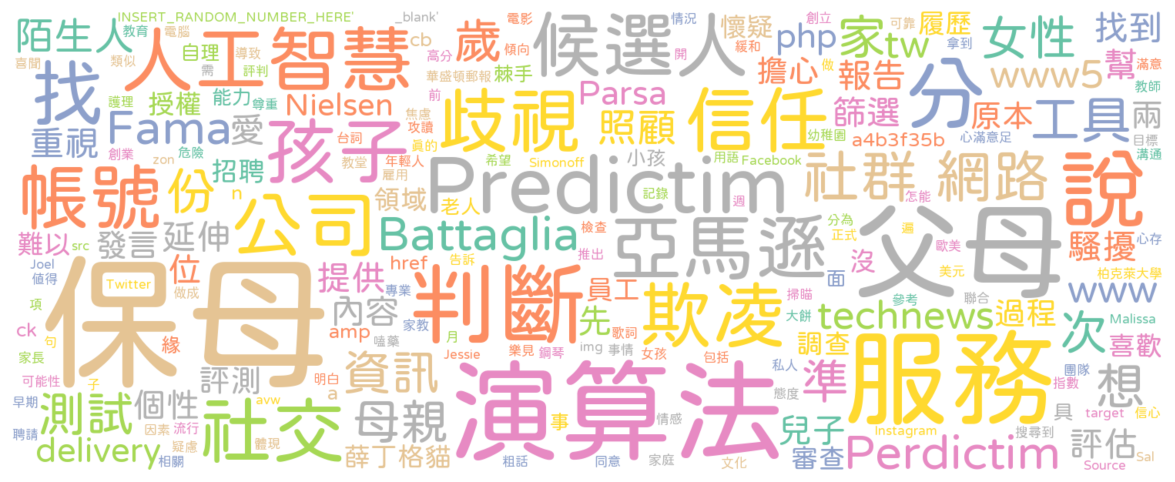 INSERT_RANDOM_NUMBER_HERE'
_blank'
電影
情況
創立
可靠
陌生人
教育
電腦
人工智慧
自理
導致
cb
歲
傾向
候選人
懷疑
緩和
php
家
tw
履歷
拿到
女性
找到
喜聞
類似
需
評判
高分
華盛頓郵報
棘手
開
擔心
做
報告
分
www5
幫
滿意
教師
找
護理
授權
能力
尊重
Nielsen
前
歧視
Parsa
照顧
信任
篩選
原本
工具
兩
重視
Fama
愛
孩子
焦慮
攻讀
台詞
真的
幼稚園
a4b3f35b
心滿意足
目標
溝通
創業
危險
zon
招聘
教堂
年輕人
雇用
希望
Simonoff
小孩
用語
Facebook
社群
網路
怎能
說
帳號
份
n
公司
領域
老人
Predictim
記錄
週
父母
難以
src
發言
延伸
Battaglia
檢查
亞馬遜
分為
正式
遍
歐美
騷擾
心存
Joel
值得
位
href
告訴
推出
沒
美元
柏克萊大學
保母
Twitter
做成
提供
專業
判斷
員工
欺凌
掃瞄
面
參考
聯合
www
項
句
ck
緣
amp
內容
家教
月
先
歌詞
大餅
technews
過程
次
Malissa
家長
嗑藥
Jessie
樂見
鋼琴
img
事情
女孩
包括
調查
服務
喜歡
可能性
子
評測
明白
a
資訊
演算法
私人
態度
準
團隊
指數
想
早期
測試
個性
社交
avw
母親
事
情感
兒子
Instagram
具
target
信心
聘請
因素
流行
delivery
疑慮
相關
體現
薛丁格貓
粗話
同意
家庭
文化
審查
Perdictim
搜尋到
評估
Source
Sal